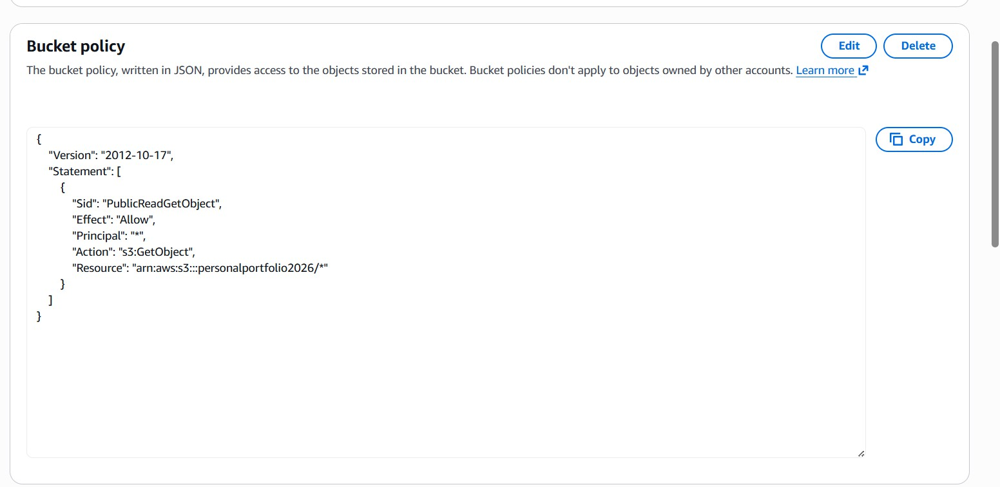 Bucket policy
Edit
Delete
The bucket policy, written in JSON, provides access to the objects stored in the bucket. Bucket policies don't apply to objects owned by other accounts. Learn more
Copy
{
"Version": "2012-10-17",
"Statement": [
{
"Sid": "PublicReadGetObject",
"Effect": "Allow",
"Principal": "*",
"Action": "s3:GetObject",
"Resource": "arn:aws:s3:::personalportfolio2026/*"
}
]
}